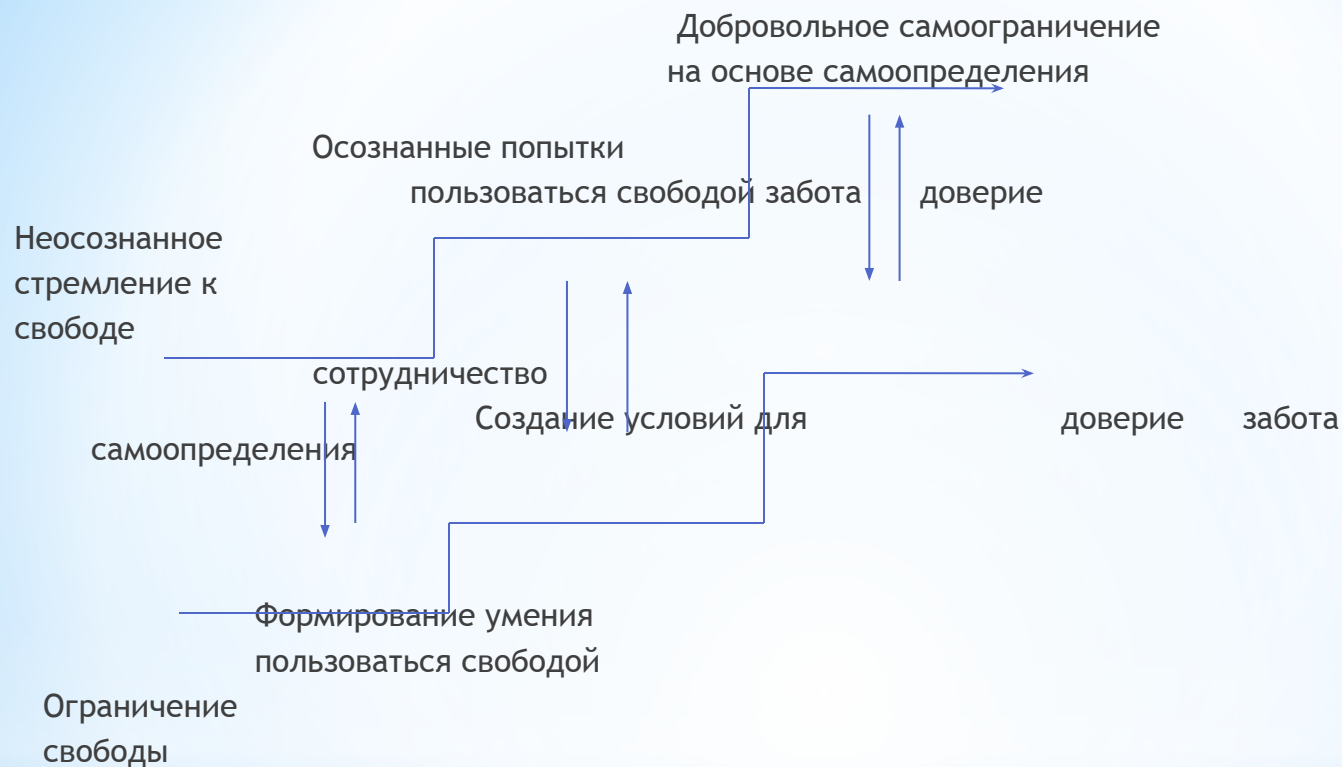 Добровольное самоограничение
на основе самоопределения
Осознанные попытки
пользоваться свободой забота доверие
Неосознанное
стремление к
свободе
сотрудничество
Создание условий для доверие забота
самоопределения
Формирование умения
пользоваться свободой
Ограничение
свободы